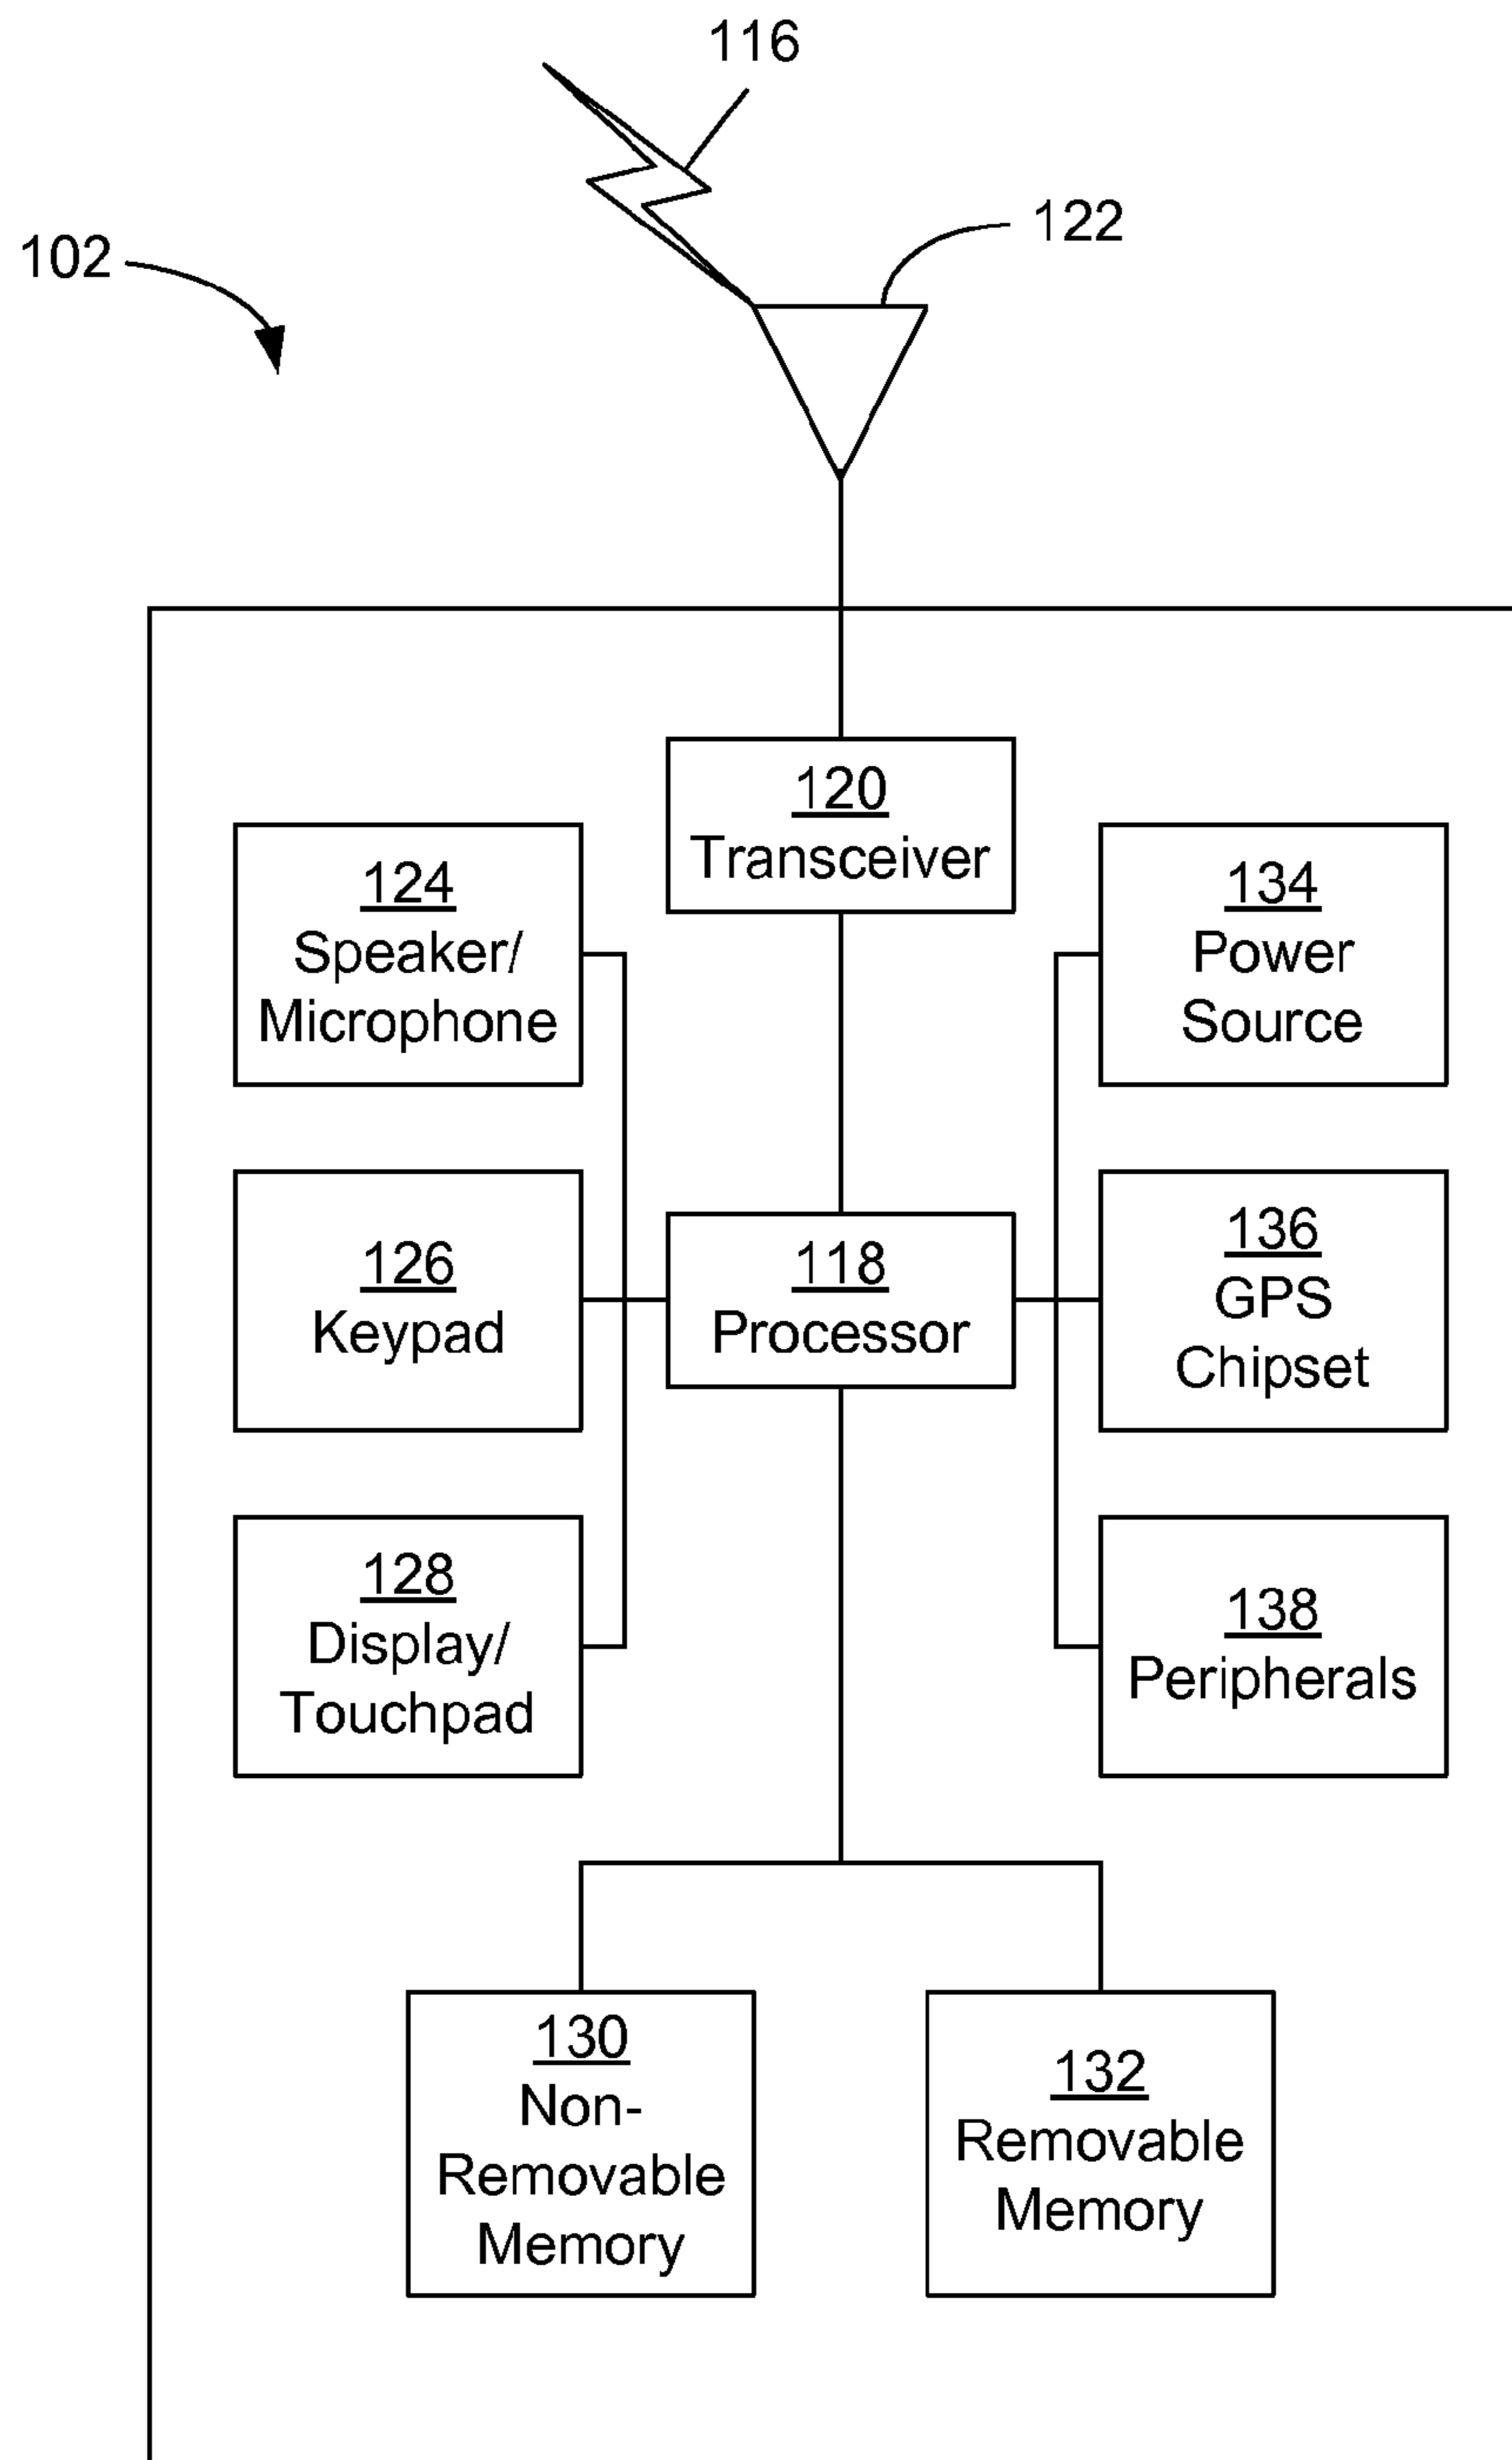 116
122
102
120
Transceiver
124
Speaker/
Microphone
134
Power
Source
126
Keypad
118
Processor
136
GPS
Chipset
128
Display/
Touchpad
138
Peripherals
130
Non-
Removable
Memory
132
Removable
Memory